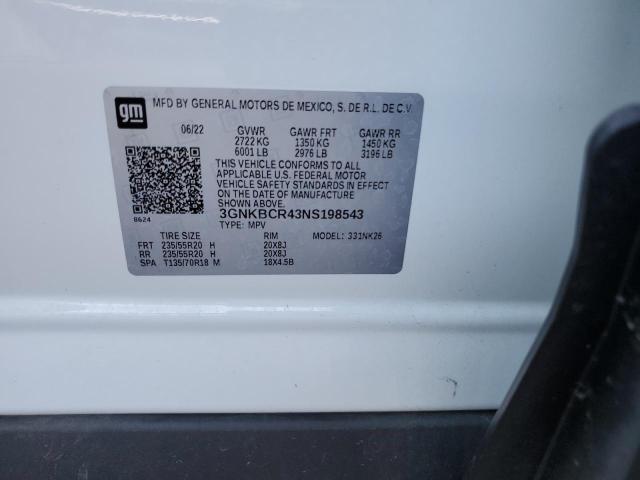 gm
MFD BY GENERAL MOTORS DE MEXICO, S. DE R.L. DE C.V.
06/22 GVWR GAWR FRT GAWR RR
2722 KG 1350 KG 1450 KG
6001 LB 2976 LB 3196 LB
THIS VEHICLE CONFORMS TO ALL
APPLICABLE U.S. FEDERAL MOTOR
VEHICLE SAFETY STANDARDS IN EFFECT
ON THE DATE OF MANUFACTURE SHOWN ABOVE.
8624 3GNKBCR43NS198543
TYPE: MPV
TIRE SIZE RIM MODEL: 331NK26
FRT 235/55R20 H 20X8J
RR 235/55R20 H 20X8J
SPA T135/70R18 M 18X4.5B